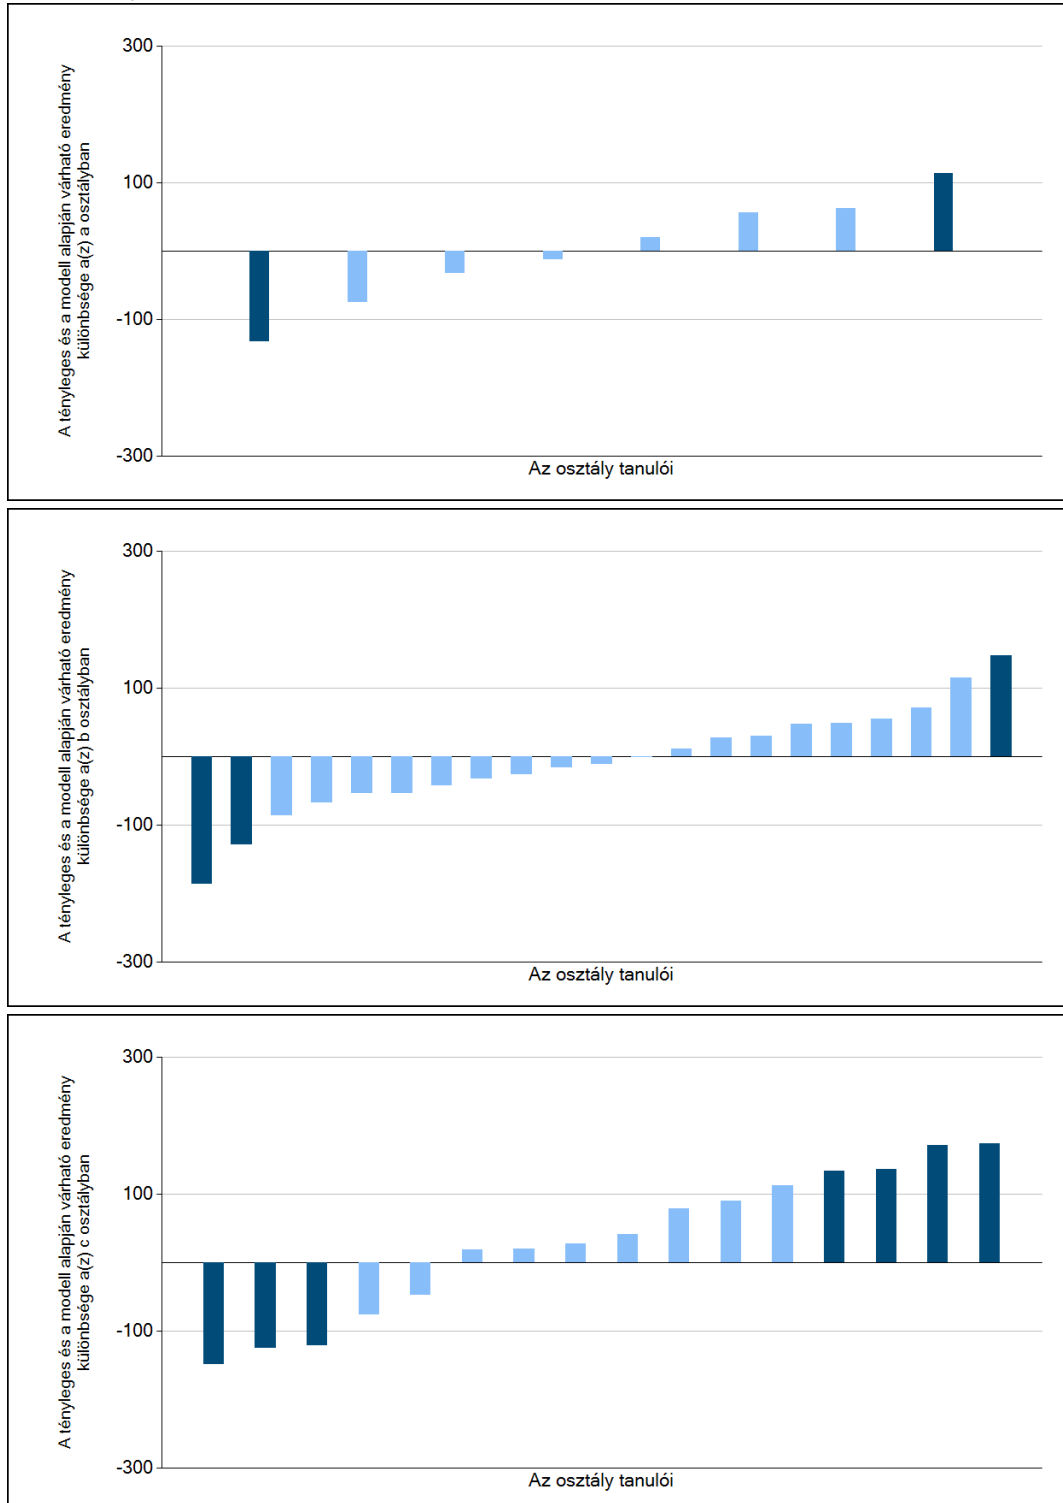 A tényleges és a modell alapján várható eredmény
különbsége a(z) a osztályban
300
100
-100
-300
Az osztály tanulói
A tényleges és a modell alapján várható eredmény
különbsége a(z) b osztályban
300
100
-100
-300
Az osztály tanulói
A tényleges és a modell alapján várható eredmény
különbsége a(z) c osztályban
300
100
-100
-300
Az osztály tanulói